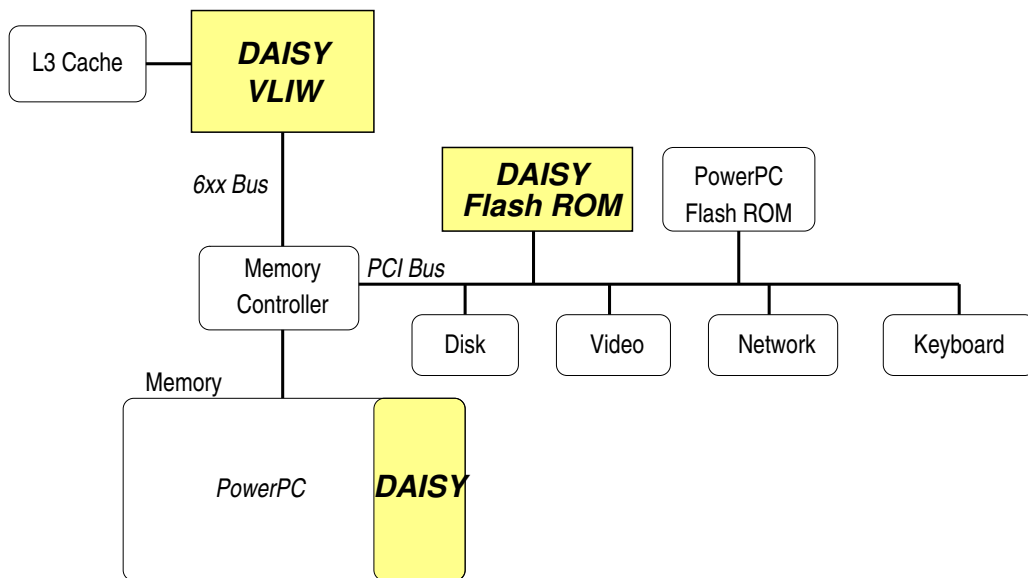 L3 Cache
DAISY
VLIW
6xx Bus
DAISY
Flash ROM
PowerPC
Flash ROM
Memory
Controller
PCI Bus
Disk
Video
Network
Keyboard
Memory
PowerPC
DAISY